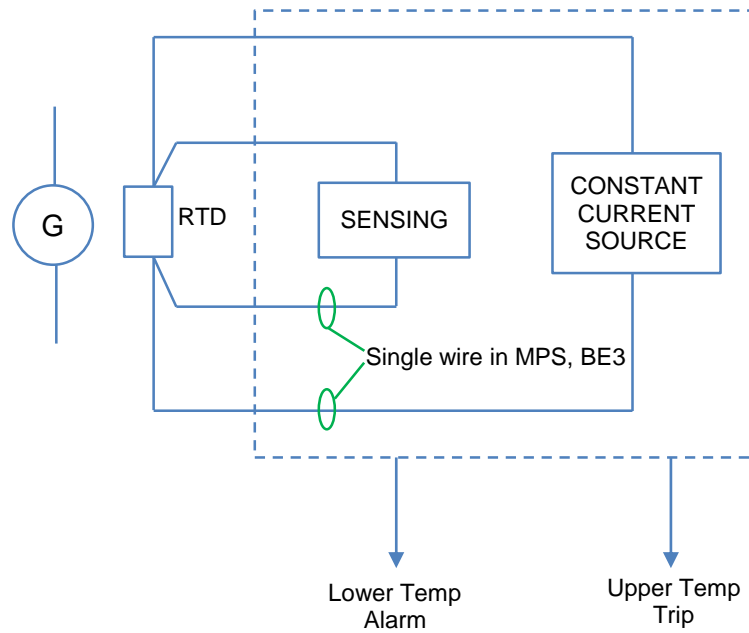 G
RTD
SENSING
CONSTANT
CURRENT
SOURCE
Single wire in MPS, BE3
Lower Temp
Alarm
Upper Temp
Trip